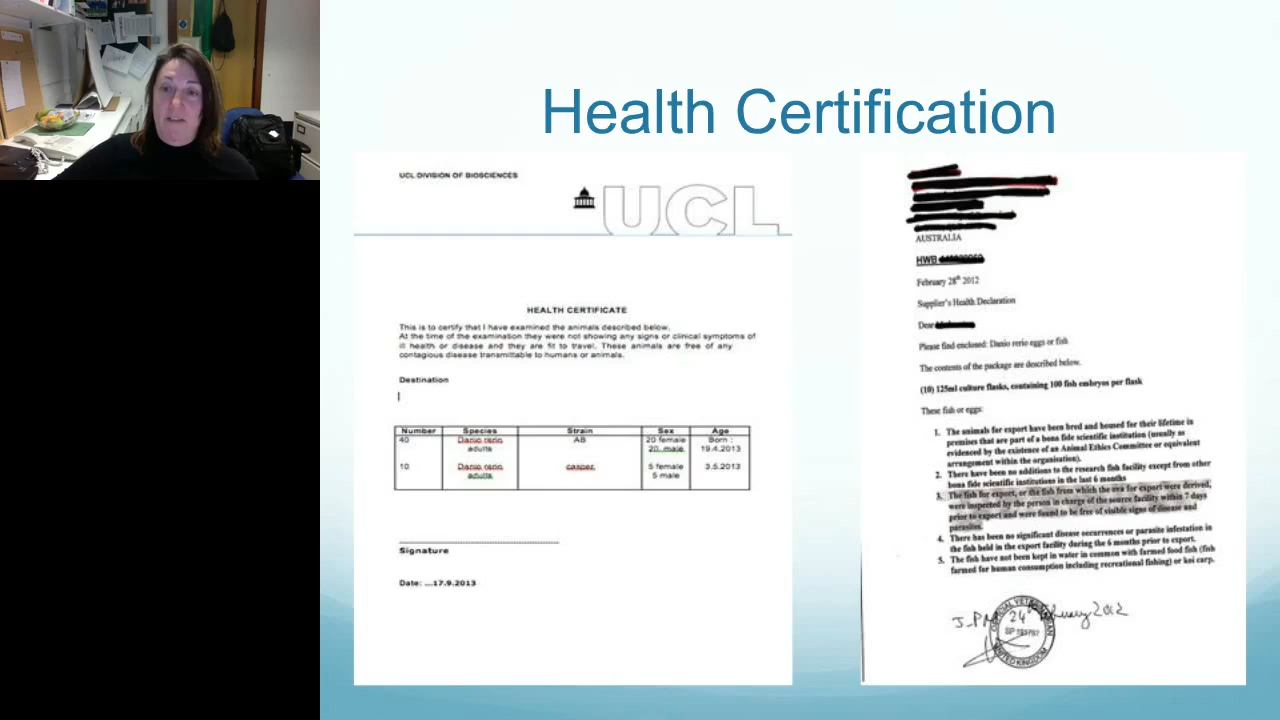 Health Certification
UCL DIVISION OF BIOSCIENCES
UCL
HEALTH CERTIFICATE
This is to certify that I have examined the animals described below.
At the time of the examination they were not showing any signs or clinical symptoms of
ill health or disease and they are fit to travel. These animals are free of any
contagious disease transmittable to humans or animals.
Destination
Number Species Strain Sex Age
40 Danio rerio AB 20 female Born :
adults 20 male 19.4.2013
10 Danio rerio casper 5 female 3.5.2013
adults 5 male
Signature
Date: ...17.9.2013
AUSTRALIA
HWB
February 28th 2012
Supplier's Health Declaration
Dear
Please find enclosed: Danio rerio eggs or fish
The contents of the package are described below.
(10) 125ml culture flasks, containing 100 fish embryos per flask
These fish or eggs:
1. The animals for export have been bred and housed for their lifetime in
premises that are part of a bona fide scientific institution (usually as
evidenced by the existence of an Animal Ethics Committee or equivalent
arrangement within the organisation).
2. There have been no additions to the research fish facility except from other
bona fide scientific institutions in the last 6 months
3. The fish for export, or the fish from which the ova for export were derived,
were inspected by the person in charge of the source facility within 7 days
prior to export and were found to be free of visible signs of disease and
parasites.
4. There has been no significant disease occurrences or parasite infestation in
the fish held in the export facility during the 6 months prior to export.
5. The fish have not been kept in water in common with farmed food fish (fish
farmed for human consumption including recreational fishing) or koi carp.
24 February 2012
OFFICIAL VETERINARIAN
UNITED KINGDOM